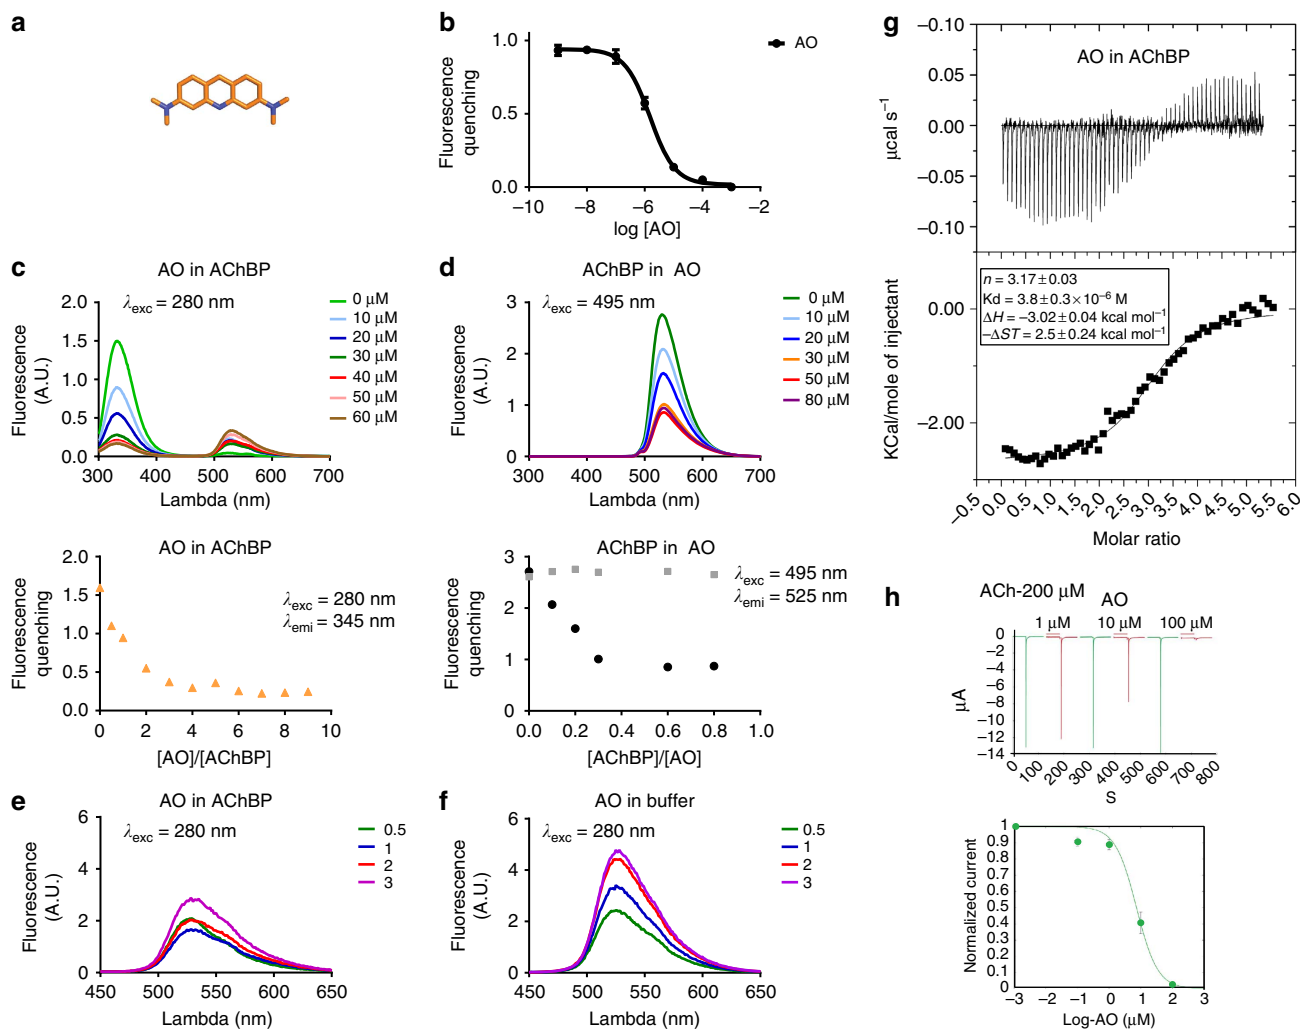 a
b
1.0
0.5
0.0
Fluorescence
quenching
−10
−8
−6
−4
−2
log [AO]
AO
c
AO in AChBP
λexc = 280 nm
2.0
1.5
1.0
0.5
0.0
Fluorescence
(A.U.)
300
400
500
600
700
Lambda (nm)
0 μM
10 μM
20 μM
30 μM
40 μM
50 μM
60 μM
AO in AChBP
λexc = 280 nm
λemi = 345 nm
2.0
1.5
1.0
0.5
0.0
Fluorescence
quenching
0
2
4
6
8
10
[AO]/[AChBP]
d
AChBP in AO
λexc = 495 nm
3
2
1
0
Fluorescence
(A.U.)
300
400
500
600
700
Lambda (nm)
0 μM
10 μM
20 μM
30 μM
50 μM
80 μM
AChBP in AO
λexc = 495 nm
λemi = 525 nm
3
2
1
0
Fluorescence
quenching
0.0
0.2
0.4
0.6
0.8
1.0
[AChBP]/[AO]
e
AO in AChBP
λexc = 280 nm
6
4
2
0
Fluorescence
(A.U.)
450
500
550
600
650
Lambda (nm)
0.5
1
2
3
f
AO in buffer
λexc = 280 nm
6
4
2
0
Fluorescence
(A.U.)
450
500
550
600
650
Lambda (nm)
0.5
1
2
3
g
AO in AChBP
−0.10
0.05
0.00
−0.05
−0.10
μcal s−1
n = 3.17±0.03
Kd = 3.8±0.3×10−6 M
ΔH = −3.02±0.04 kcal mol−1
−ΔST = 2.5±0.24 kcal mol−1
0.00
−2.00
KCal/mole of injectant
−0.5
0.0
0.5
1.0
1.5
2.0
2.5
3.0
3.5
4.0
4.5
5.0
5.5
6.0
Molar ratio
h
ACh-200 μM
AO
1 μM
10 μM
100 μM
0
−2
−4
−6
−8
−10
−12
−14
μA
0
100
200
300
400
500
600
700
800
S
1
0.9
0.8
0.7
0.6
0.5
0.4
0.3
0.2
0.1
0
Normalized current
−3
−2
−1
0
1
2
3
Log-AO (μM)